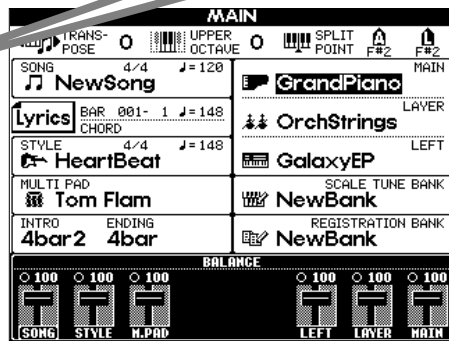 MAIN
TRANS-POSE 0 UPPER OCTAVE 0 SPLIT POINT A F#2 L F#2
SONG 4/4 ♩=120
NewSong
MAIN
GrandPiano
Lyrics BAR 001- 1 ♩=148
CHORD
LAYER
OrchStrings
STYLE 4/4 ♩=148
HeartBeat
LEFT
GalaxyEP
MULTI PAD
Tom Flam
SCALE TUNE BANK
NewBank
INTRO ENDING
4bar2 4bar
REGISTRATION BANK
NewBank
BALANCE
100 100 100 100 100 100
SONG STYLE M.PAD LEFT LAYER MAIN